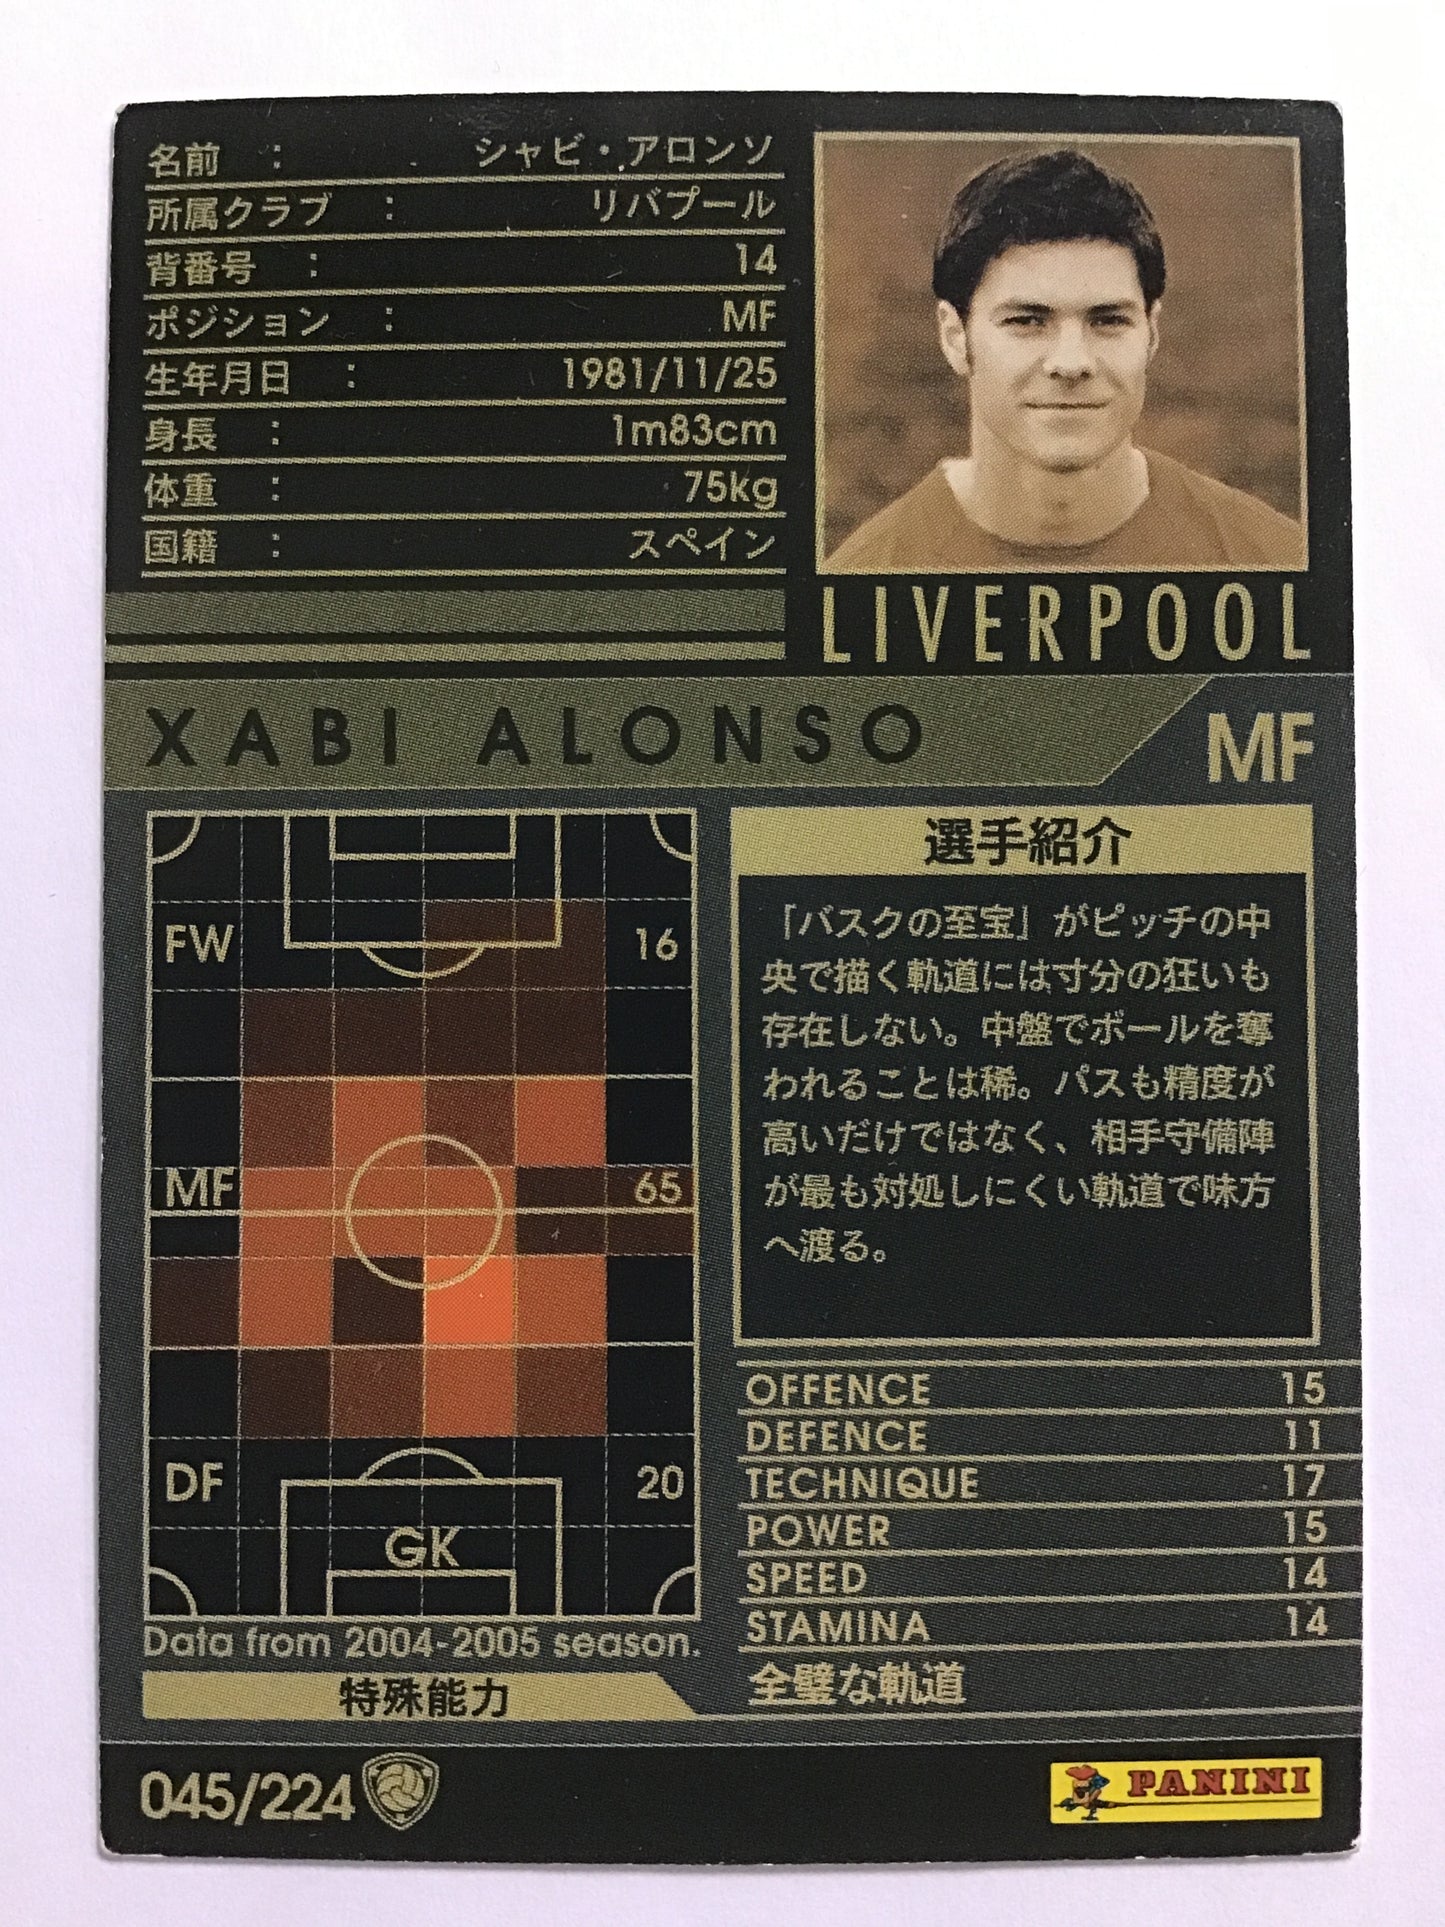 名前 : シャビ・アロンソ
所属クラブ : リバプール
背番号 : 14
ポジション : MF
生年月日 : 1981/11/25
身長 : 1m83cm
体重 : 75kg
国籍 : スペイン
LIVERPOOL
XABI ALONSO
MF
FW 16
MF 65
DF 20
GK
Data from 2004-2005 season.
選手紹介
「バスクの至宝」がピッチの中
央で描く軌道には寸分の狂いも
存在しない。中盤でボールを奪
われることは稀。パスも精度が
高いだけではなく、相手守備陣
が最も対処しにくい軌道で味方
へ渡る。
OFFENCE 15
DEFENCE 11
TECHNIQUE 17
POWER 15
SPEED 14
STAMINA 14
特殊能力 全璧な軌道
045/224
PANINI